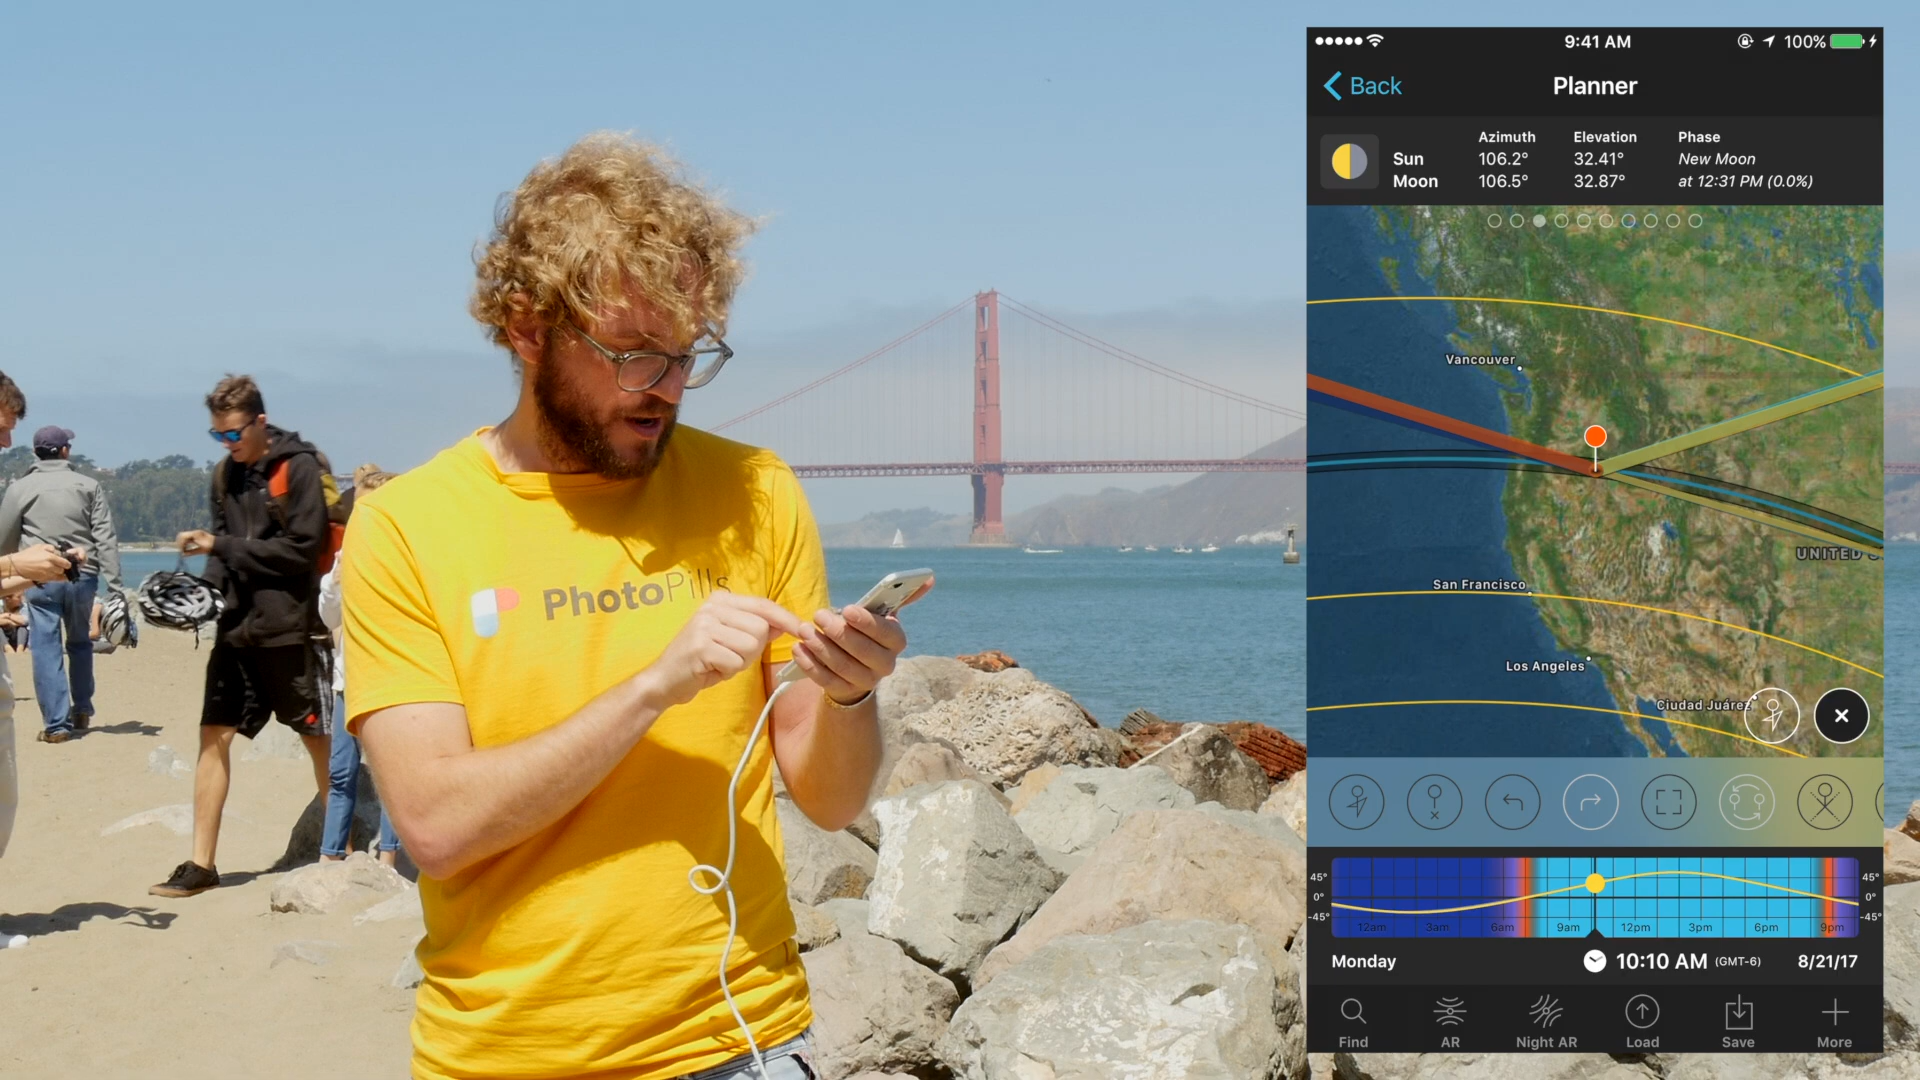 PhotoPills
9:41 AM
100%
Back
Planner
Azimuth Elevation Phase
Sun 106.2° 32.41° New Moon
Moon 106.5° 32.87° at 12:31 PM (0.0%)
Vancouver
UNITED S
San Francisco
Los Angeles
Ciudad Juárez
45° 45°
0° 0°
-45° -45°
12am 3am 6am 9am 12pm 3pm 6pm 9pm
Monday 10:10 AM (GMT-6) 8/21/17
Find AR Night AR Load Save More